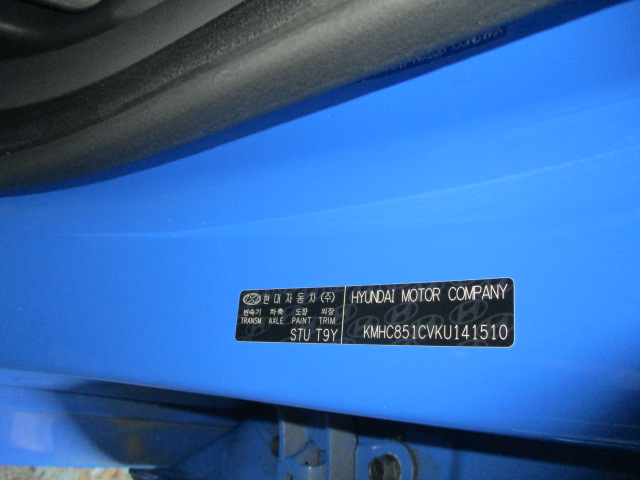 현대자동차(주)
변속기 차축 도장 의장
TRANSM AXLE PAINT TRIM
STU T9Y
HYUNDAI MOTOR COMPANY
KMHC851CVKU141510